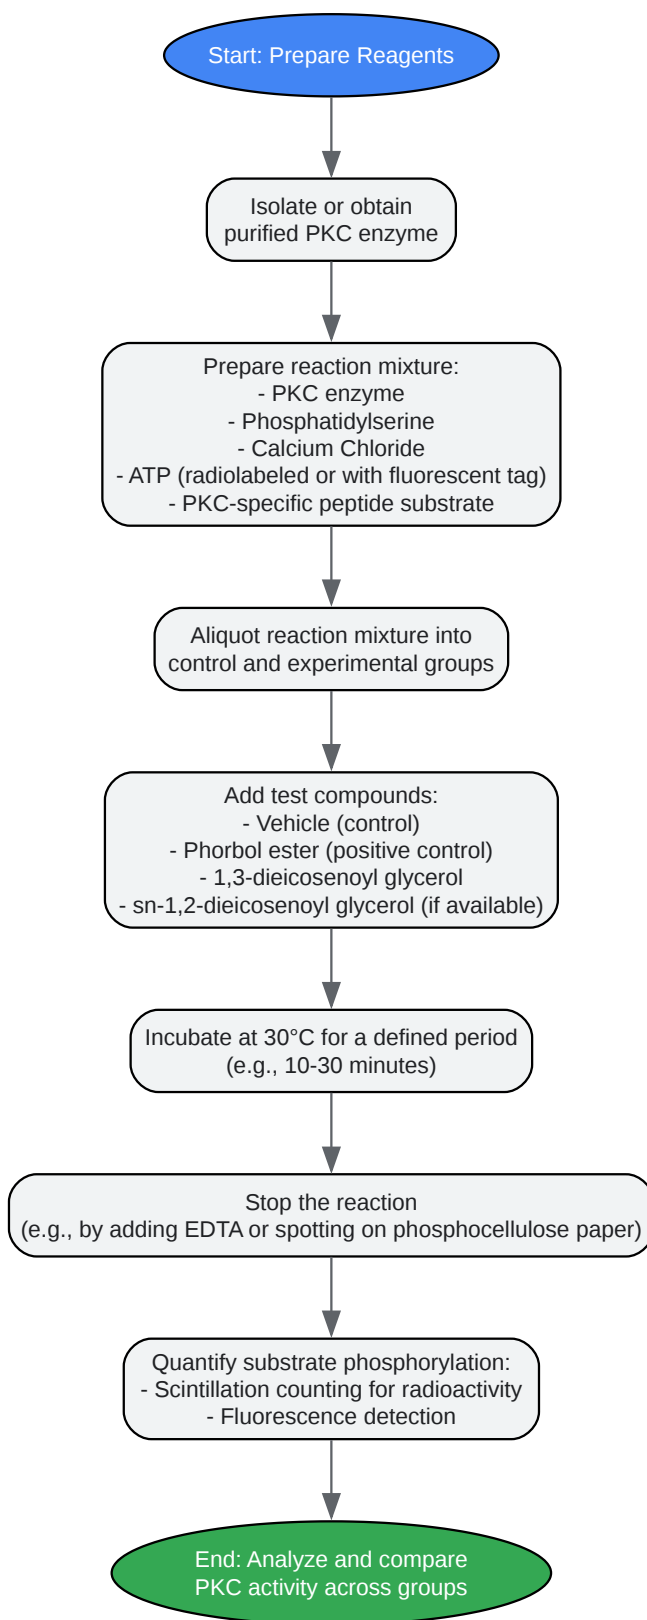 Start: Prepare Reagents
Isolate or obtain
purified PKC enzyme
Prepare reaction mixture:
- PKC enzyme
- Phosphatidylserine
- Calcium Chloride
- ATP (radiolabeled or with fluorescent tag)
- PKC-specific peptide substrate
Aliquot reaction mixture into
control and experimental groups
Add test compounds:
- Vehicle (control)
- Phorbol ester (positive control)
- 1,3-dieicosenoyl glycerol
- sn-1,2-dieicosenoyl glycerol (if available)
Incubate at 30°C for a defined period
(e.g., 10-30 minutes)
Stop the reaction
(e.g., by adding EDTA or spotting on phosphocellulose paper)
Quantify substrate phosphorylation:
- Scintillation counting for radioactivity
- Fluorescence detection
End: Analyze and compare
PKC activity across groups